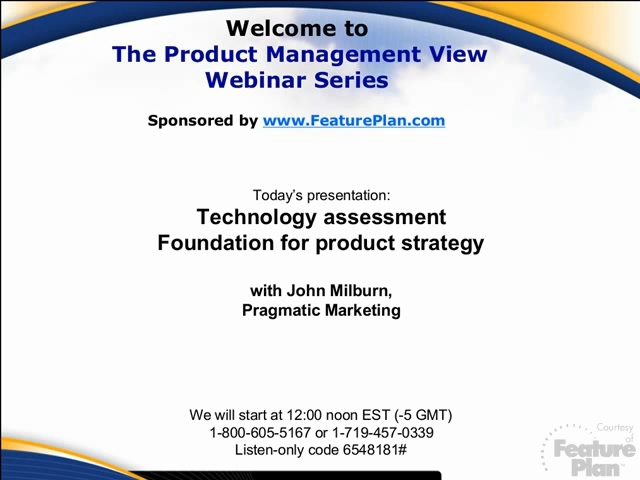 Welcome to
The Product Management View
Webinar Series
Sponsored by www.FeaturePlan.com
Today's presentation:
Technology assessment
Foundation for product strategy
with John Milburn,
Pragmatic Marketing
We will start at 12:00 noon EST (-5 GMT)
1-800-605-5167 or 1-719-457-0339
Listen-only code 6548181#
Courtesy
of
Feature
Plan™